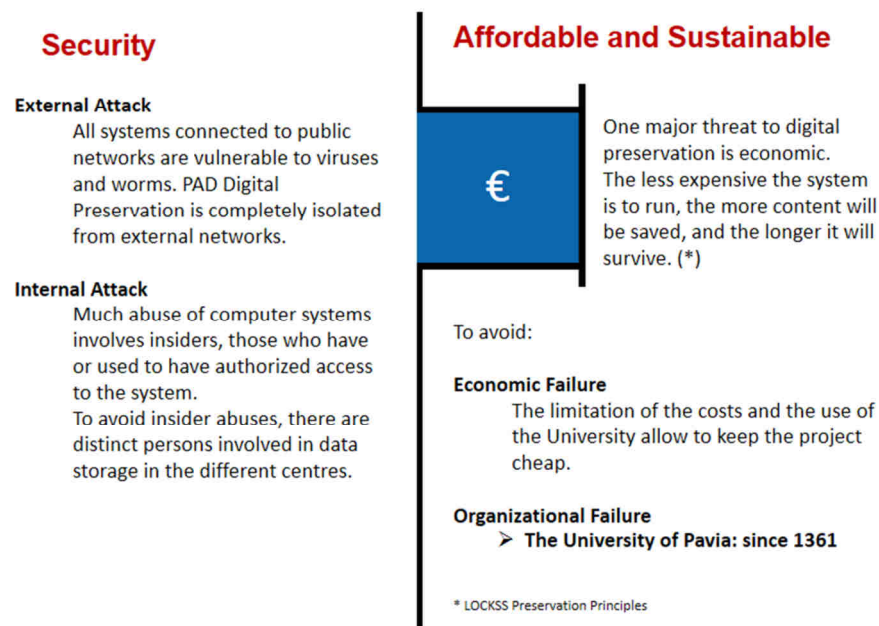 Security
External Attack
All systems connected to public
networks are vulnerable to viruses
and worms. PAD Digital
Preservation is completely isolated
from external networks.
Internal Attack
Much abuse of computer systems
involves insiders, those who have
or used to have authorized access
to the system.
To avoid insider abuses, there are
distinct persons involved in data
storage in the different centres.
Affordable and Sustainable
€
One major threat to digital
preservation is economic.
The less expensive the system
is to run, the more content will
be saved, and the longer it will
survive. (*)
To avoid:
Economic Failure
The limitation of the costs and the use of
the University allow to keep the project
cheap.
Organizational Failure
➢ The University of Pavia: since 1361
* LOCKSS Preservation Principles